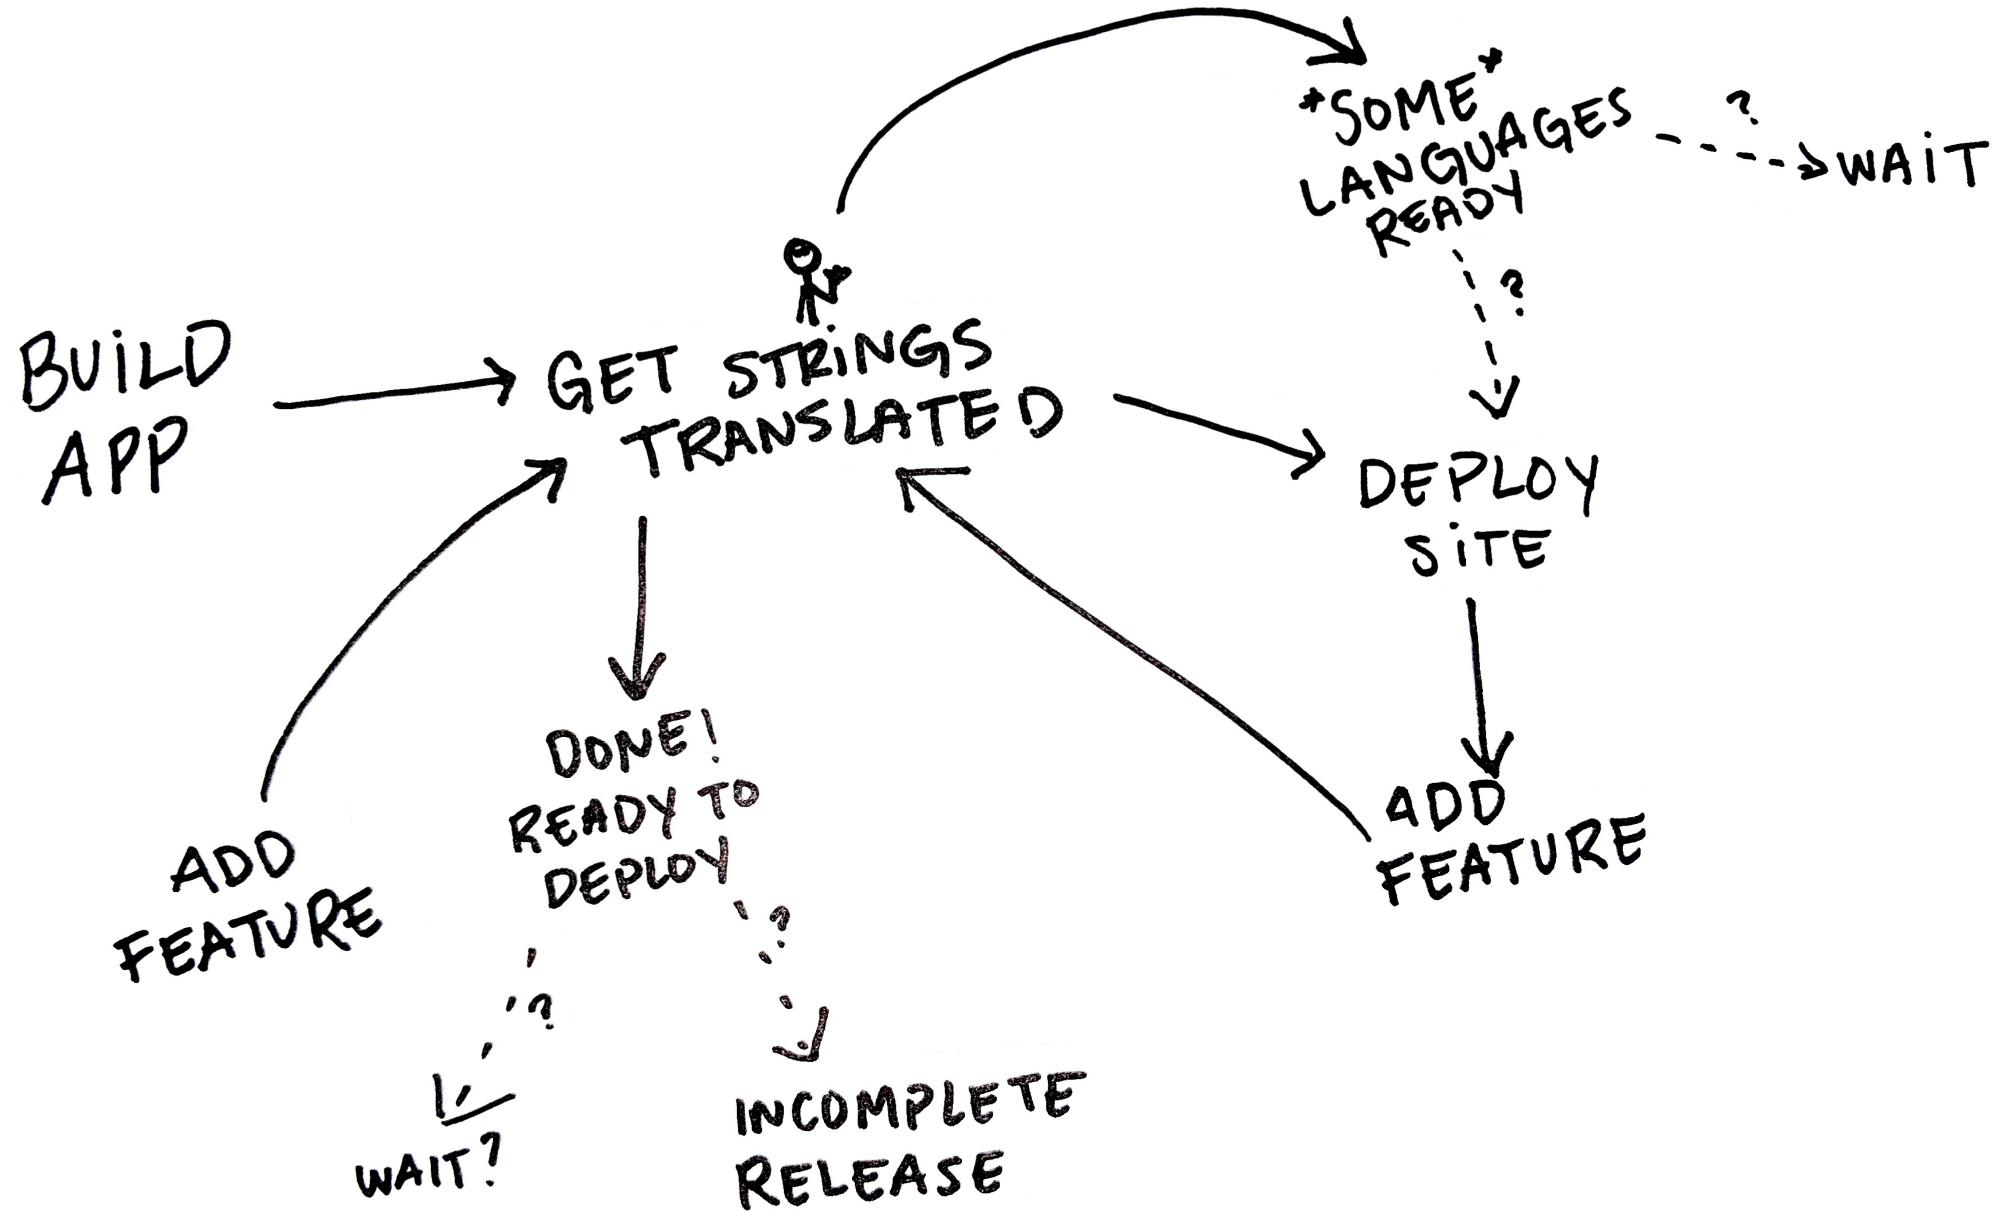 *SOME*
LANGUAGES
READY
?
WAIT
?
BUILD
APP
GET STRINGS
TRANSLATED
DEPLOY
SITE
ADD
FEATURE
DONE!
READY TO
DEPLOY
ADD
FEATURE
?
?
WAIT?
INCOMPLETE
RELEASE